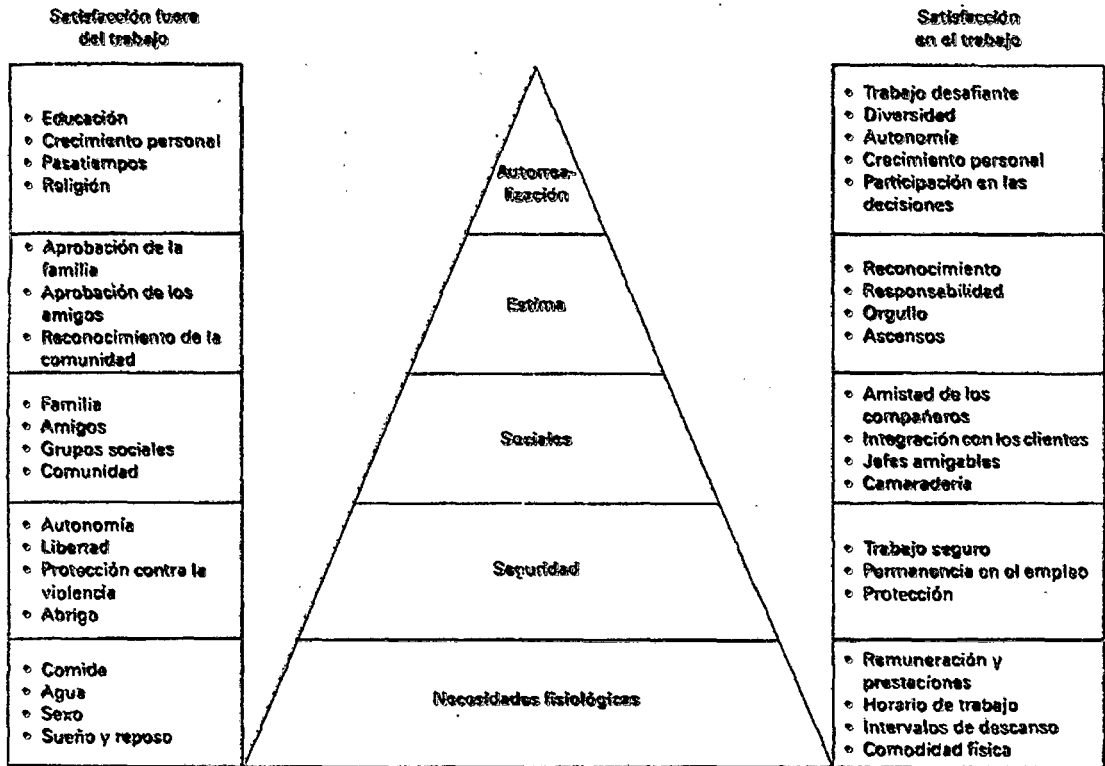 Satisfacción fuera
del trabajo
• Educación
• Crecimiento personal
• Pasatiempos
• Religión
• Aprobación de la
familia
• Aprobación de los
amigos
• Reconocimiento de la
comunidad
• Familia
• Amigos
• Grupos sociales
• Comunidad
• Autonomía
• Libertad
• Protección contra la
violencia
• Abrigo
• Comida
• Agua
• Sexo
• Sueño y reposo
Autorrea-
lización
Estima
Sociales
Seguridad
Necesidades fisiológicas
Satisfacción
en el trabajo
• Trabajo desafiante
• Diversidad
• Autonomía
• Crecimiento personal
• Participación en las
decisiones
• Reconocimiento
• Responsabilidad
• Orgullo
• Ascensos
• Amistad de los
compañeros
• Integración con los clientes
• Jefes amigables
• Camaradería
• Trabajo seguro
• Permanencia en el empleo
• Protección
• Remuneración y
prestaciones
• Horario de trabajo
• Intervalos de descanso
• Comodidad física